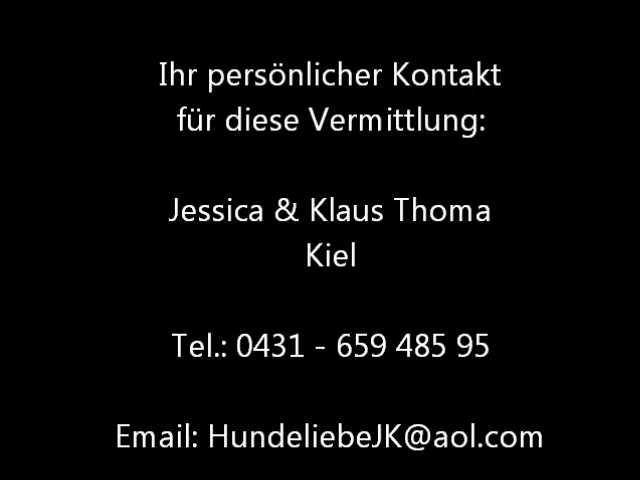 Ihr persönlicher Kontakt
für diese Vermittlung:
Jessica & Klaus Thoma
Kiel
Tel.: 0431 - 659 485 95
Email: HundeliebeJK@aol.com